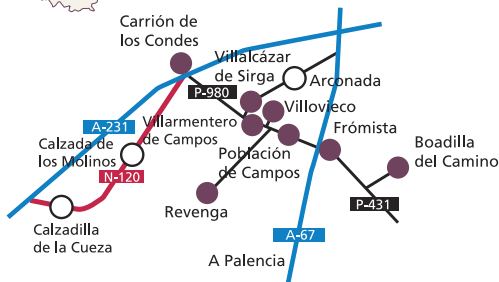 Carrión de
los Condes
Villalcázar
de Sirga
Arconada
P-980
Villovieco
A-231
Villarmentero
de Campos
Frómista
Calzada de
los Molinos
Población
de Campos
Boadilla
del Camino
N-120
Revenga
P-431
Calzadilla
de la Cueza
A-67
A Palencia